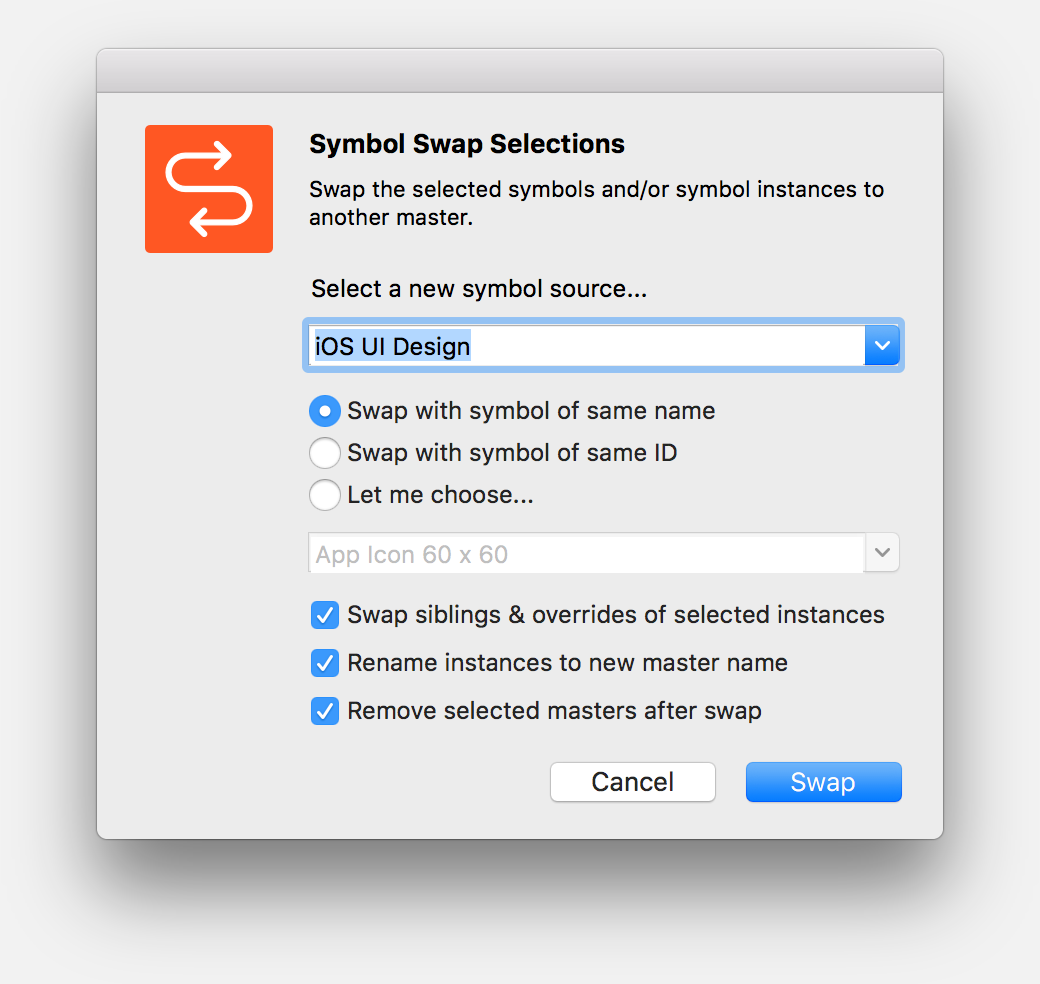 Symbol Swap Selections
Swap the selected symbols and/or symbol instances to
another master.
Select a new symbol source...
iOS UI Design
Swap with symbol of same name
Swap with symbol of same ID
Let me choose...
App Icon 60 x 60
Swap siblings & overrides of selected instances
Rename instances to new master name
Remove selected masters after swap
Cancel
Swap